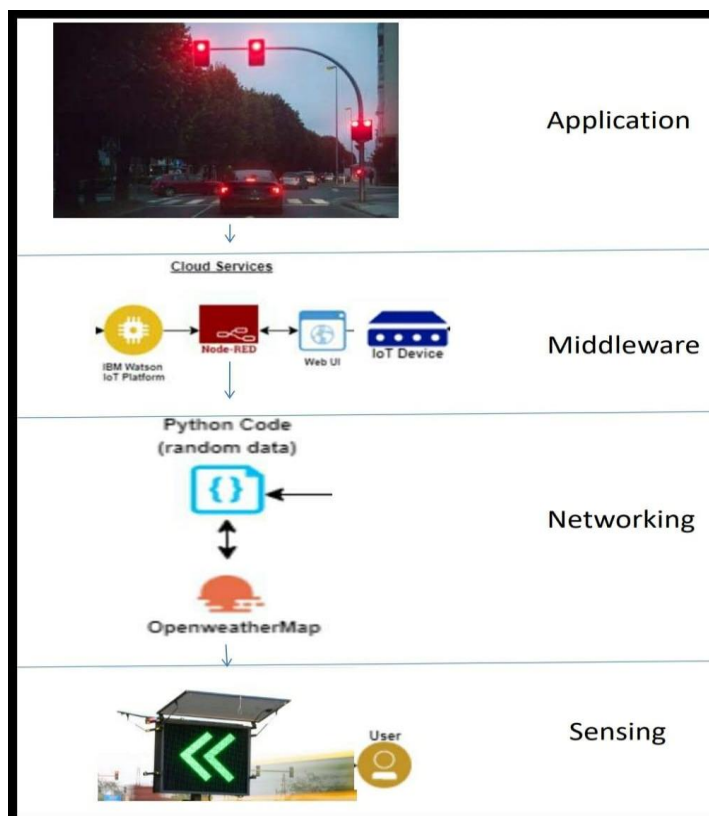 Application
Cloud Services
IBM Watson
IoT Platform
Node-RED
Web UI
IoT Device
Middleware
Python Code
(random data)
{ }
Networking
OpenweatherMap
Sensing
User